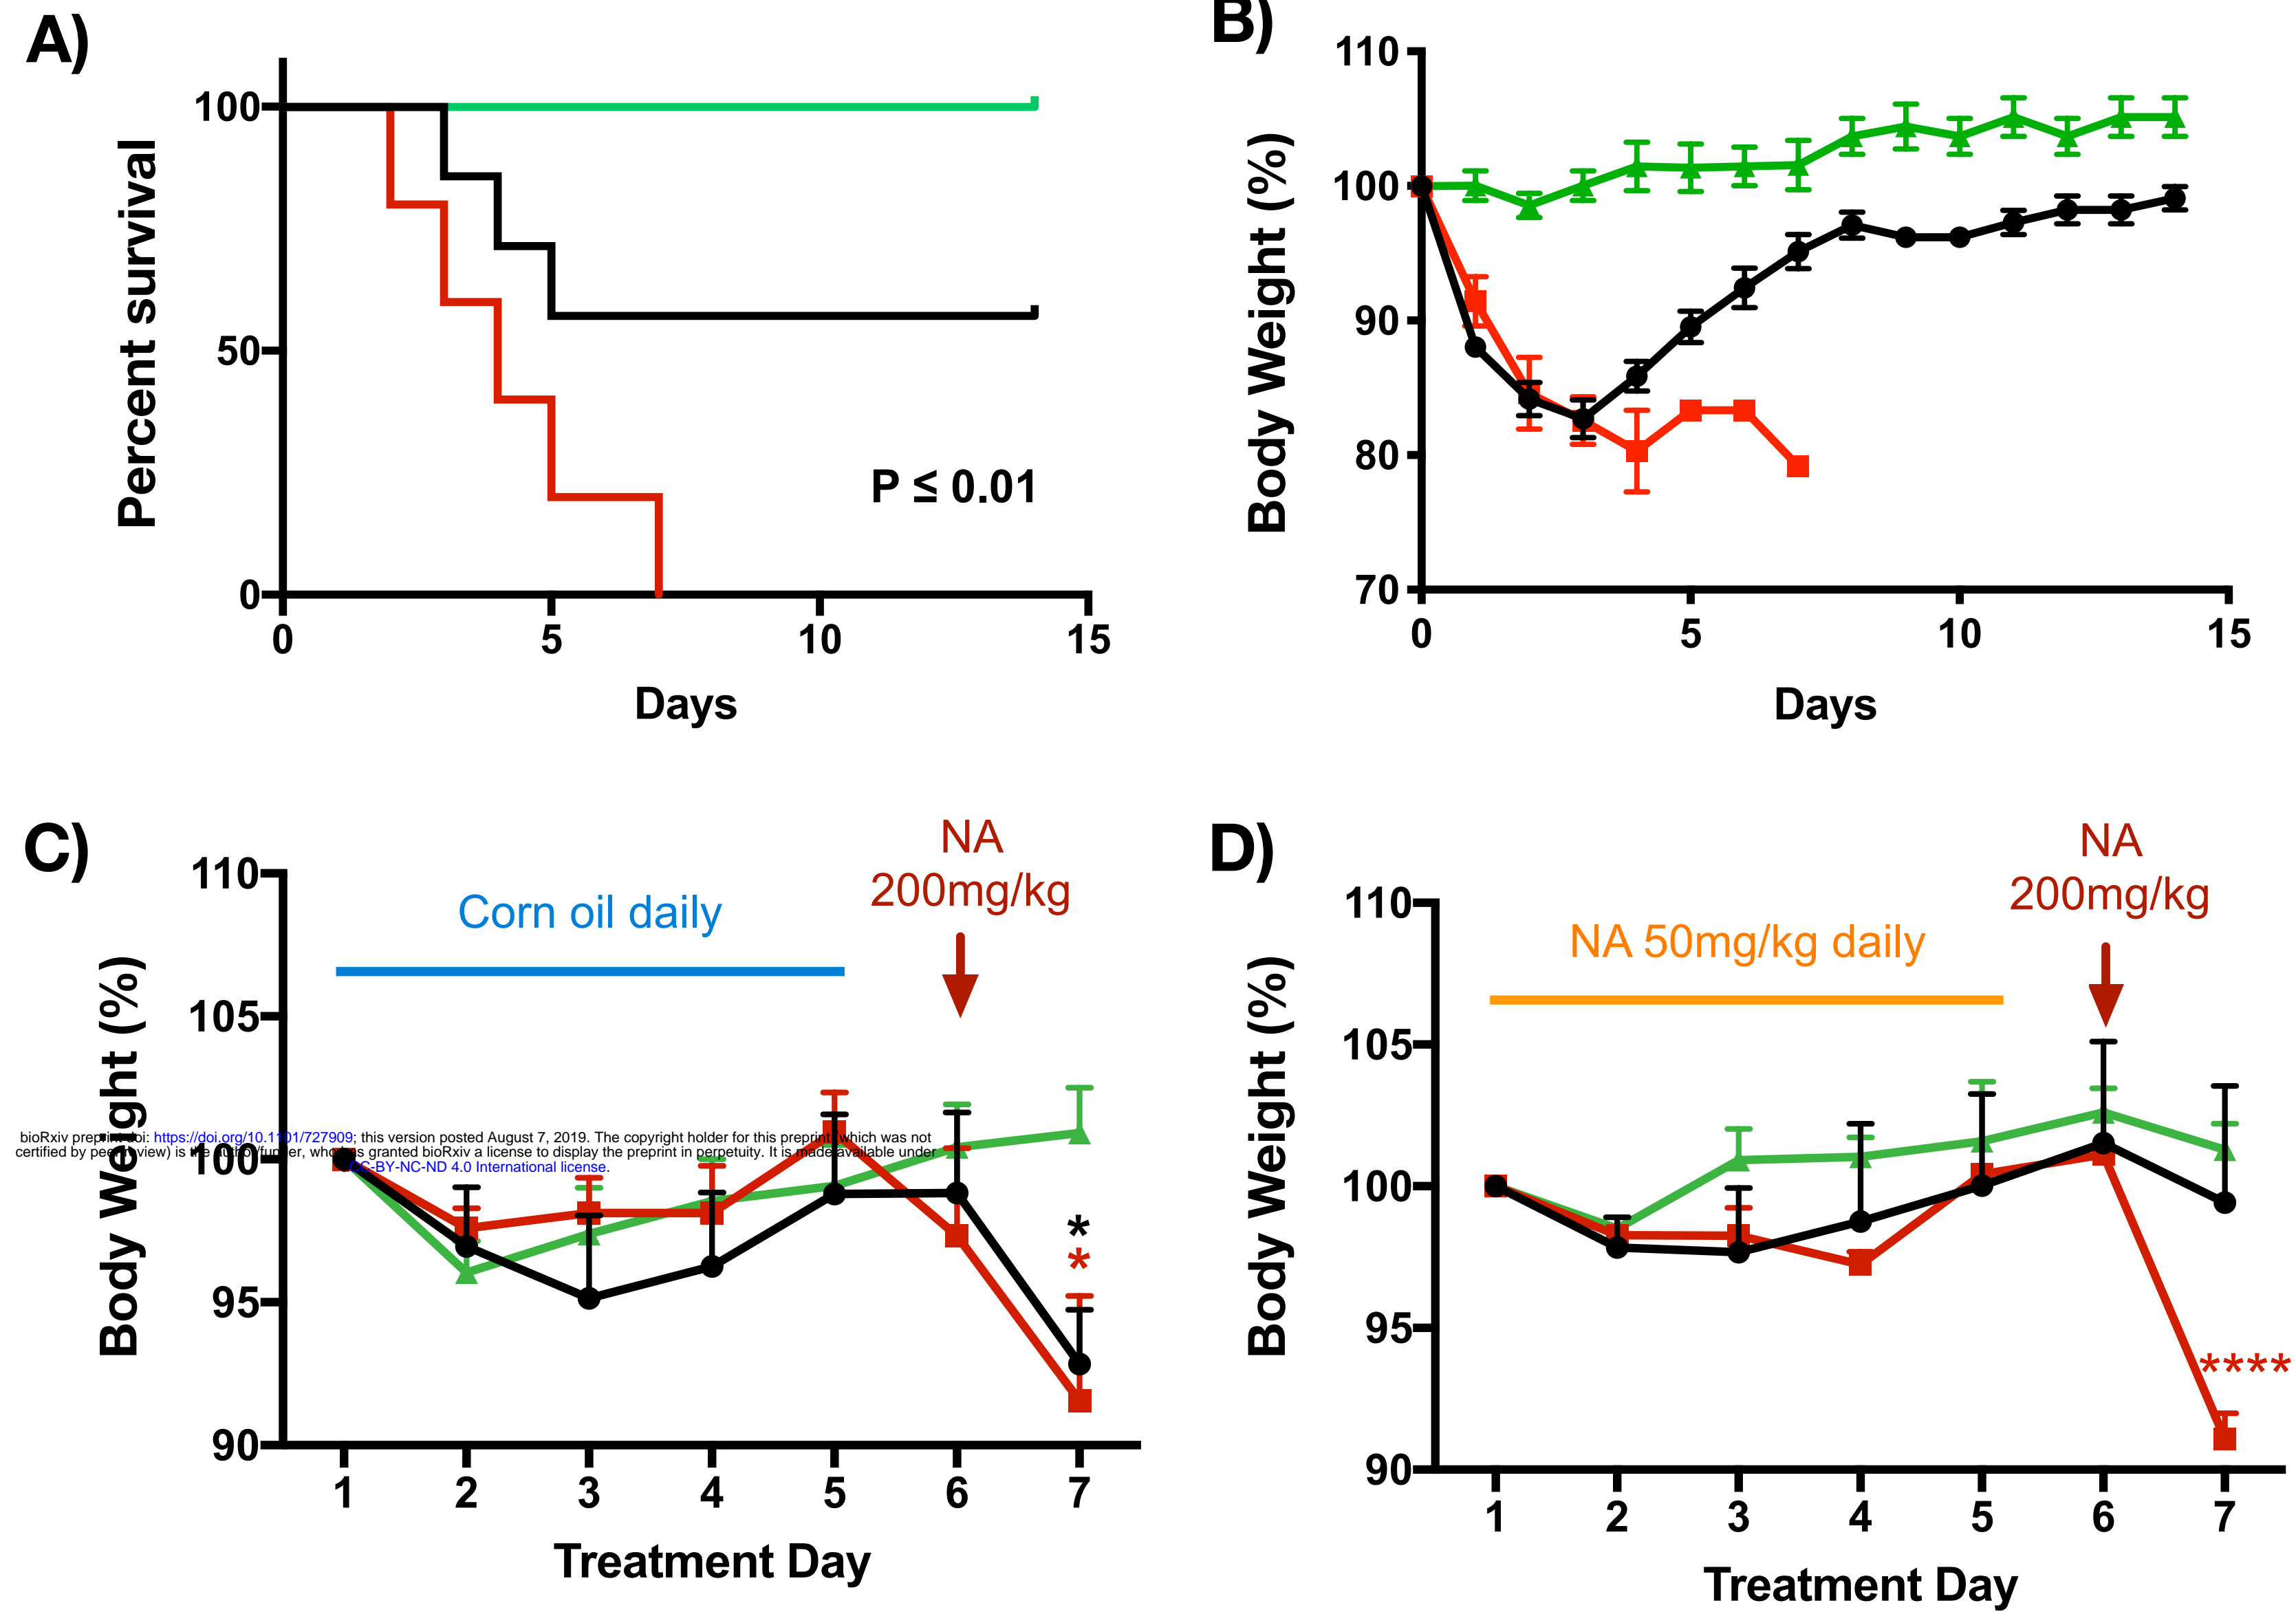 A)
Percent survival
100
50
0
0 5 10 15
P ≤ 0.01
Days
B)
Body Weight (%)
110
100
90
80
70
0 5 10 15
Days
C)
NA
200mg/kg
Corn oil daily
Body Weight (%)
110
105
100
95
90
*
*
1 2 3 4 5 6 7
Treatment Day
bioRxiv preprint doi: https://doi.org/10.1101/727909; this version posted August 7, 2019. The copyright holder for this preprint (which was not
certified by peer review) is the author/funder, who has granted bioRxiv a license to display the preprint in perpetuity. It is made available under
CC-BY-NC-ND 4.0 International license.
D)
NA
200mg/kg
NA 50mg/kg daily
Body Weight (%)
110
105
100
95
90
****
1 2 3 4 5 6 7
Treatment Day